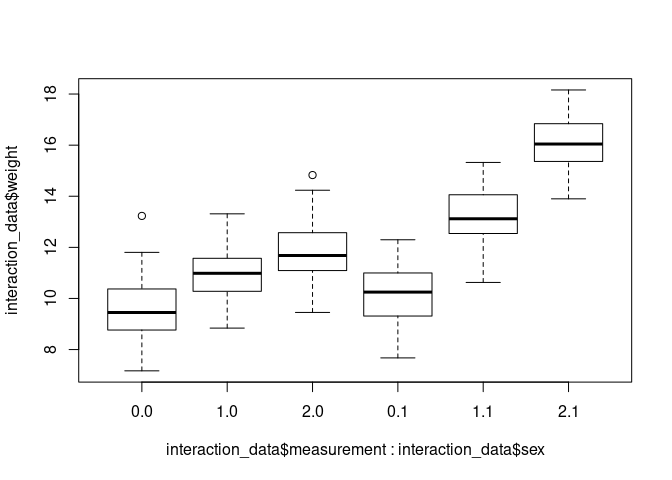 18
16
14
12
10
8
interaction_data$weight
0.0 1.0 2.0 0.1 1.1 2.1
interaction_data$measurement : interaction_data$sex